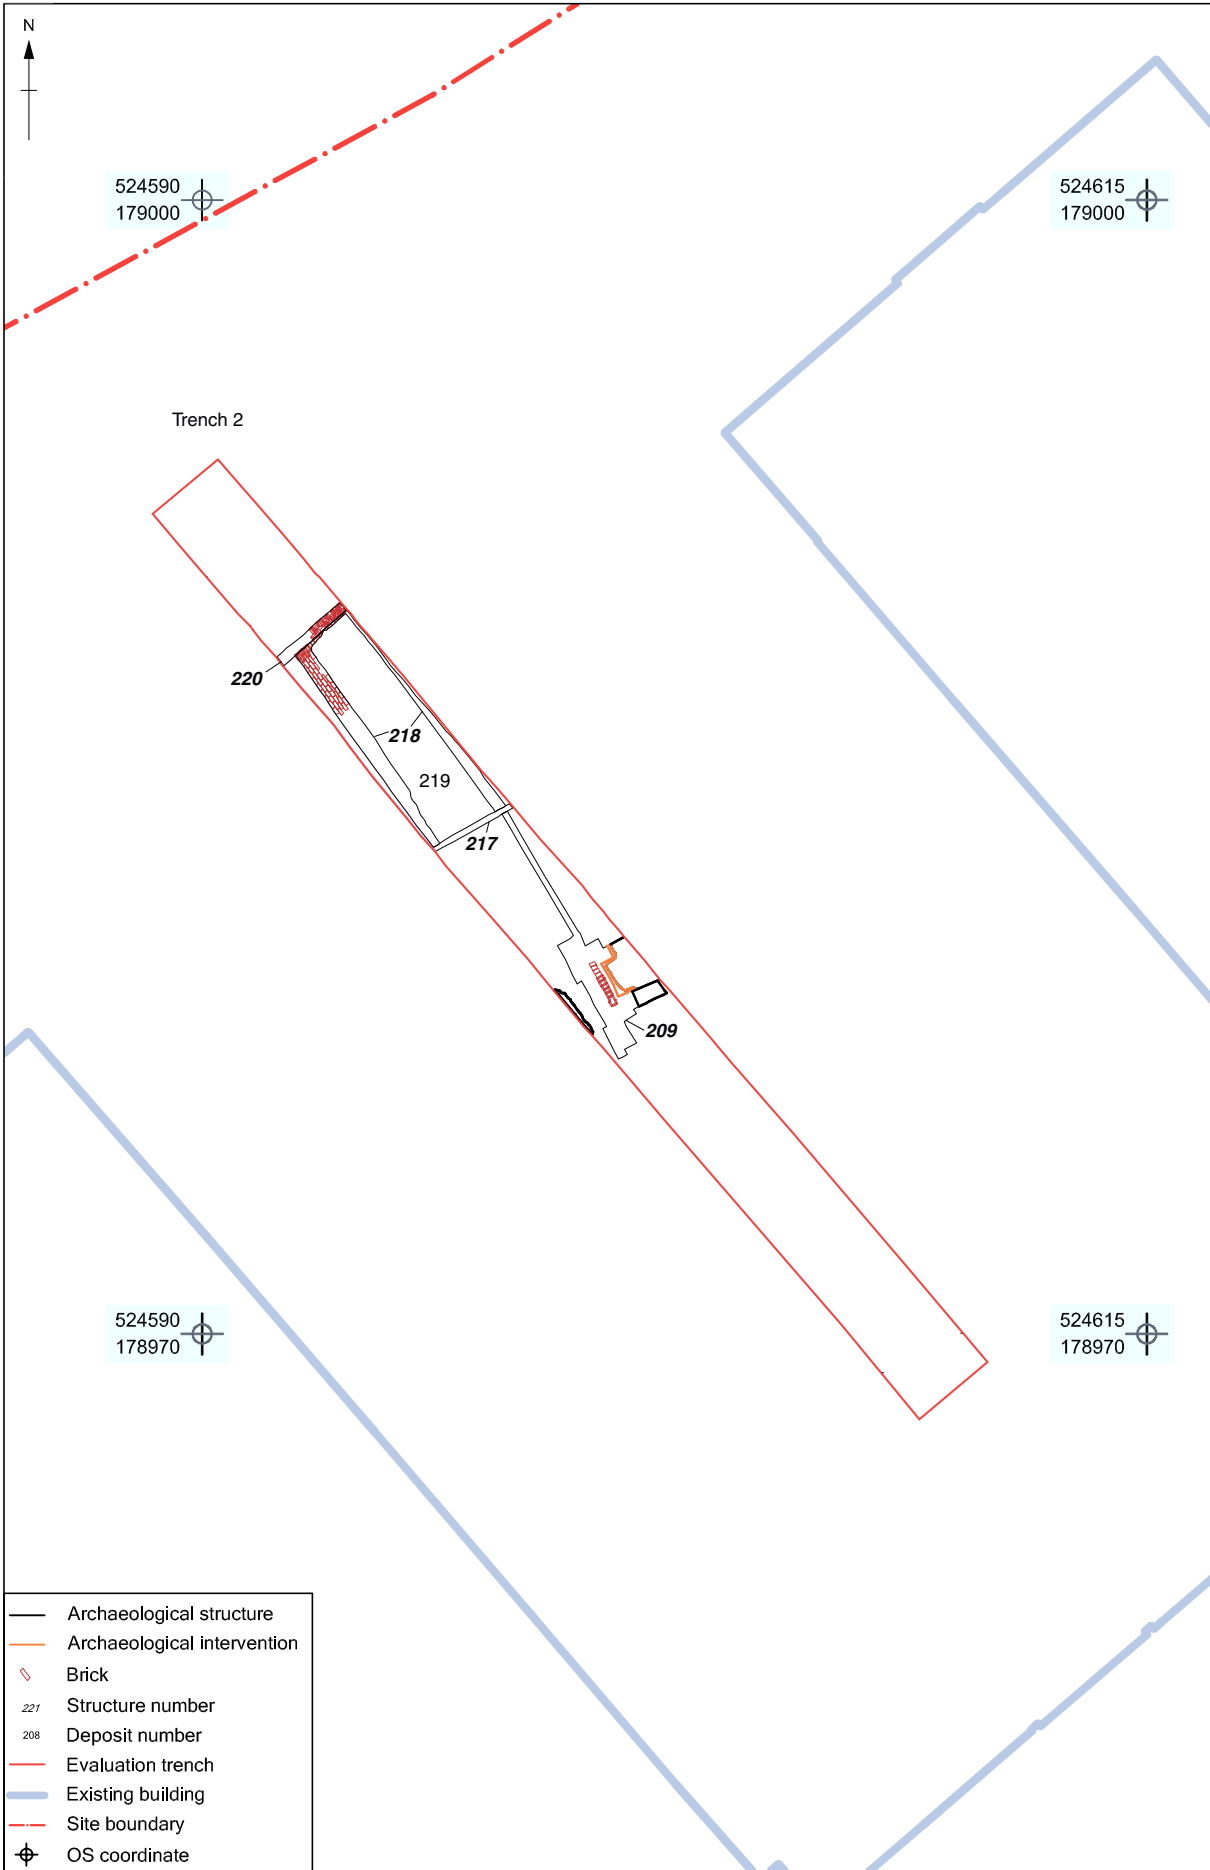 N
524590
179000
524615
179000
Trench 2
220
218
219
217
209
524590
178970
524615
178970
Archaeological structure
Archaeological intervention
Brick
221 Structure number
208 Deposit number
Evaluation trench
Existing building
Site boundary
OS coordinate